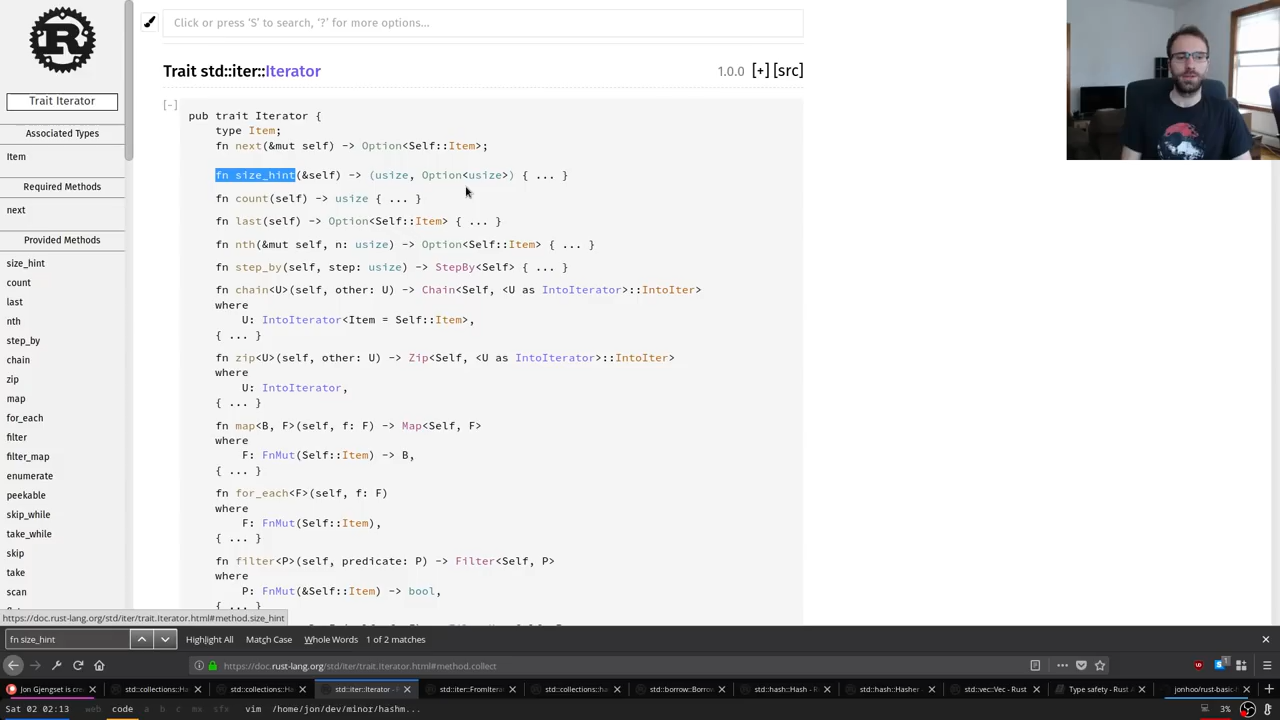 Click or press 'S' to search, '?' for more options…
Trait std::iter::Iterator
1.0.0 [+] [src]
Trait Iterator
Associated Types
Item
Required Methods
next
Provided Methods
size_hint
count
last
nth
step_by
chain
zip
map
for_each
filter
filter_map
enumerate
peekable
skip_while
take_while
skip
take
scan
[-]
pub trait Iterator {
type Item;
fn next(&mut self) -> Option<Self::Item>;
fn size_hint(&self) -> (usize, Option<usize>) { ... }
fn count(self) -> usize { ... }
fn last(self) -> Option<Self::Item> { ... }
fn nth(&mut self, n: usize) -> Option<Self::Item> { ... }
fn step_by(self, step: usize) -> StepBy<Self> { ... }
fn chain<U>(self, other: U) -> Chain<Self, <U as IntoIterator>::IntoIter>
where
U: IntoIterator<Item = Self::Item>,
{ ... }
fn zip<U>(self, other: U) -> Zip<Self, <U as IntoIterator>::IntoIter>
where
U: IntoIterator,
{ ... }
fn map<B, F>(self, f: F) -> Map<Self, F>
where
F: FnMut(Self::Item) -> B,
{ ... }
fn for_each<F>(self, f: F)
where
F: FnMut(Self::Item),
{ ... }
fn filter<P>(self, predicate: P) -> Filter<Self, P>
where
P: FnMut(&Self::Item) -> bool,
{ ... }
https://doc.rust-lang.org/std/iter/trait.Iterator.html#method.size_hint
fn size_hint Highlight All Match Case Whole Words 1 of 2 matches
https://doc.rust-lang.org/std/iter/trait.Iterator.html#method.collect
Jon Gjengset is cre std::collections::Ha std::collections::Ha std::iter::Iterator - R std::iter::FromIterar std::collections::ha std::borrow::Borrow std::hash::Hash - R std::hash::Hasher std::vec::Vec - Rust Type safety - Rust A jonhoo/rust-basic-
Sat 02 02:13 web code a b c ms sfx vim /home/jon/dev/minor/hashm... 3%